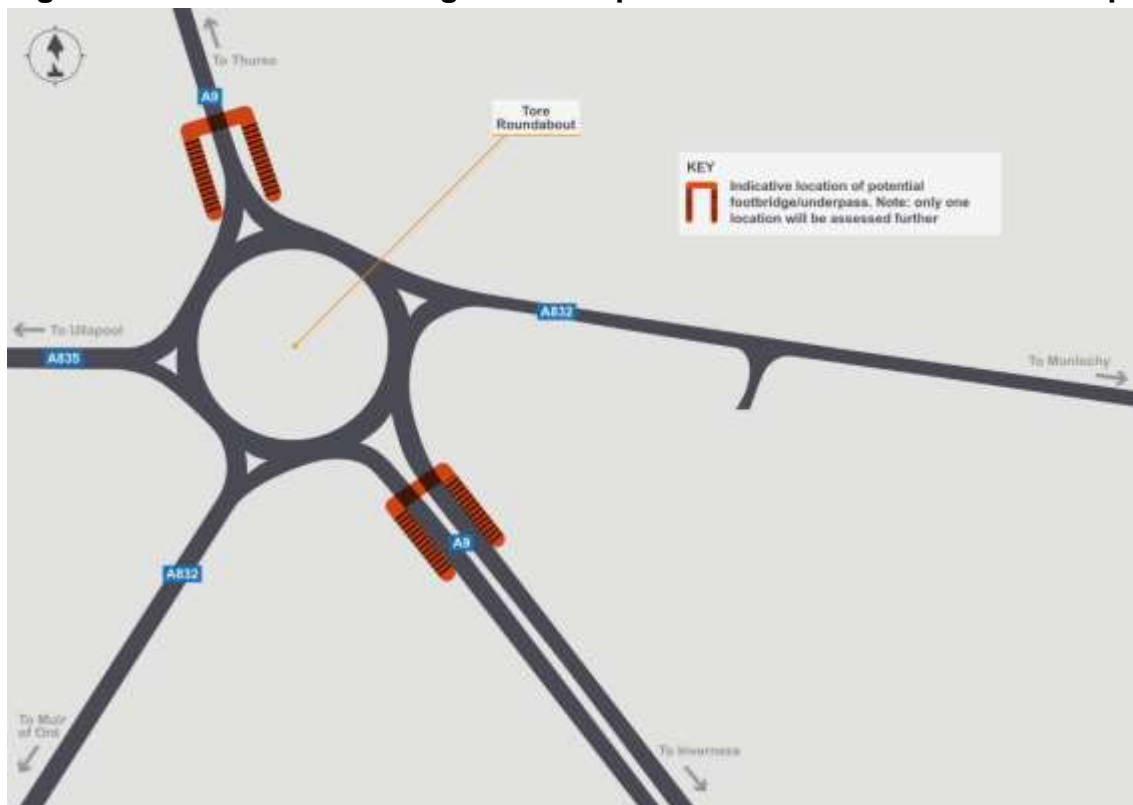 To Thurso
A9
Tore
Roundabout
KEY
Indicative location of potential
footbridge/underpass. Note: only one
location will be assessed further
A832
To Ullapool
A835
To Munlochy
A9
A832
To Muir
of Ord
To Inverness